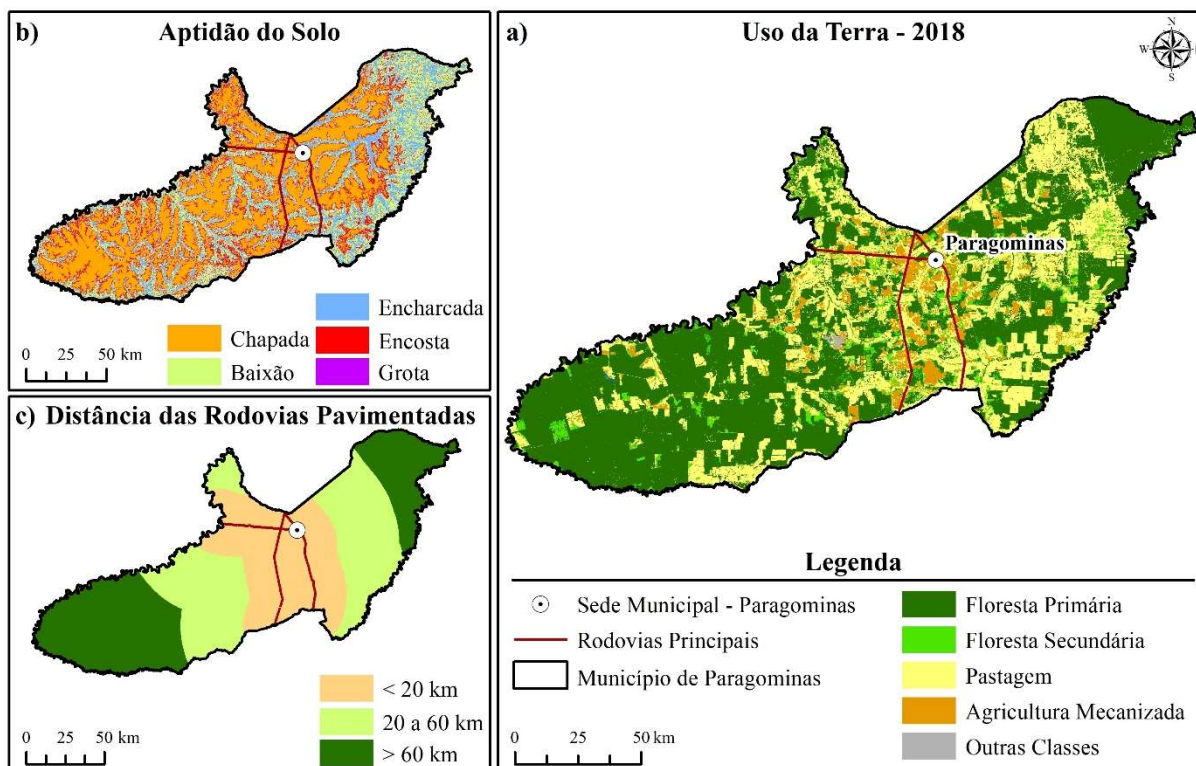 b)
Aptidão do Solo
Encharcada
Chapada
Encosta
Baixão
Grota
0 25 50 km
c) Distância das Rodovias Pavimentadas
< 20 km
20 a 60 km
> 60 km
0 25 50 km
a)
Uso da Terra - 2018
N
W
S
Paragominas
Legenda
Sede Municipal - Paragominas
Rodovias Principais
Município de Paragominas
Floresta Primária
Floresta Secundária
Pastagem
Agricultura Mecanizada
Outras Classes
0 25 50 km